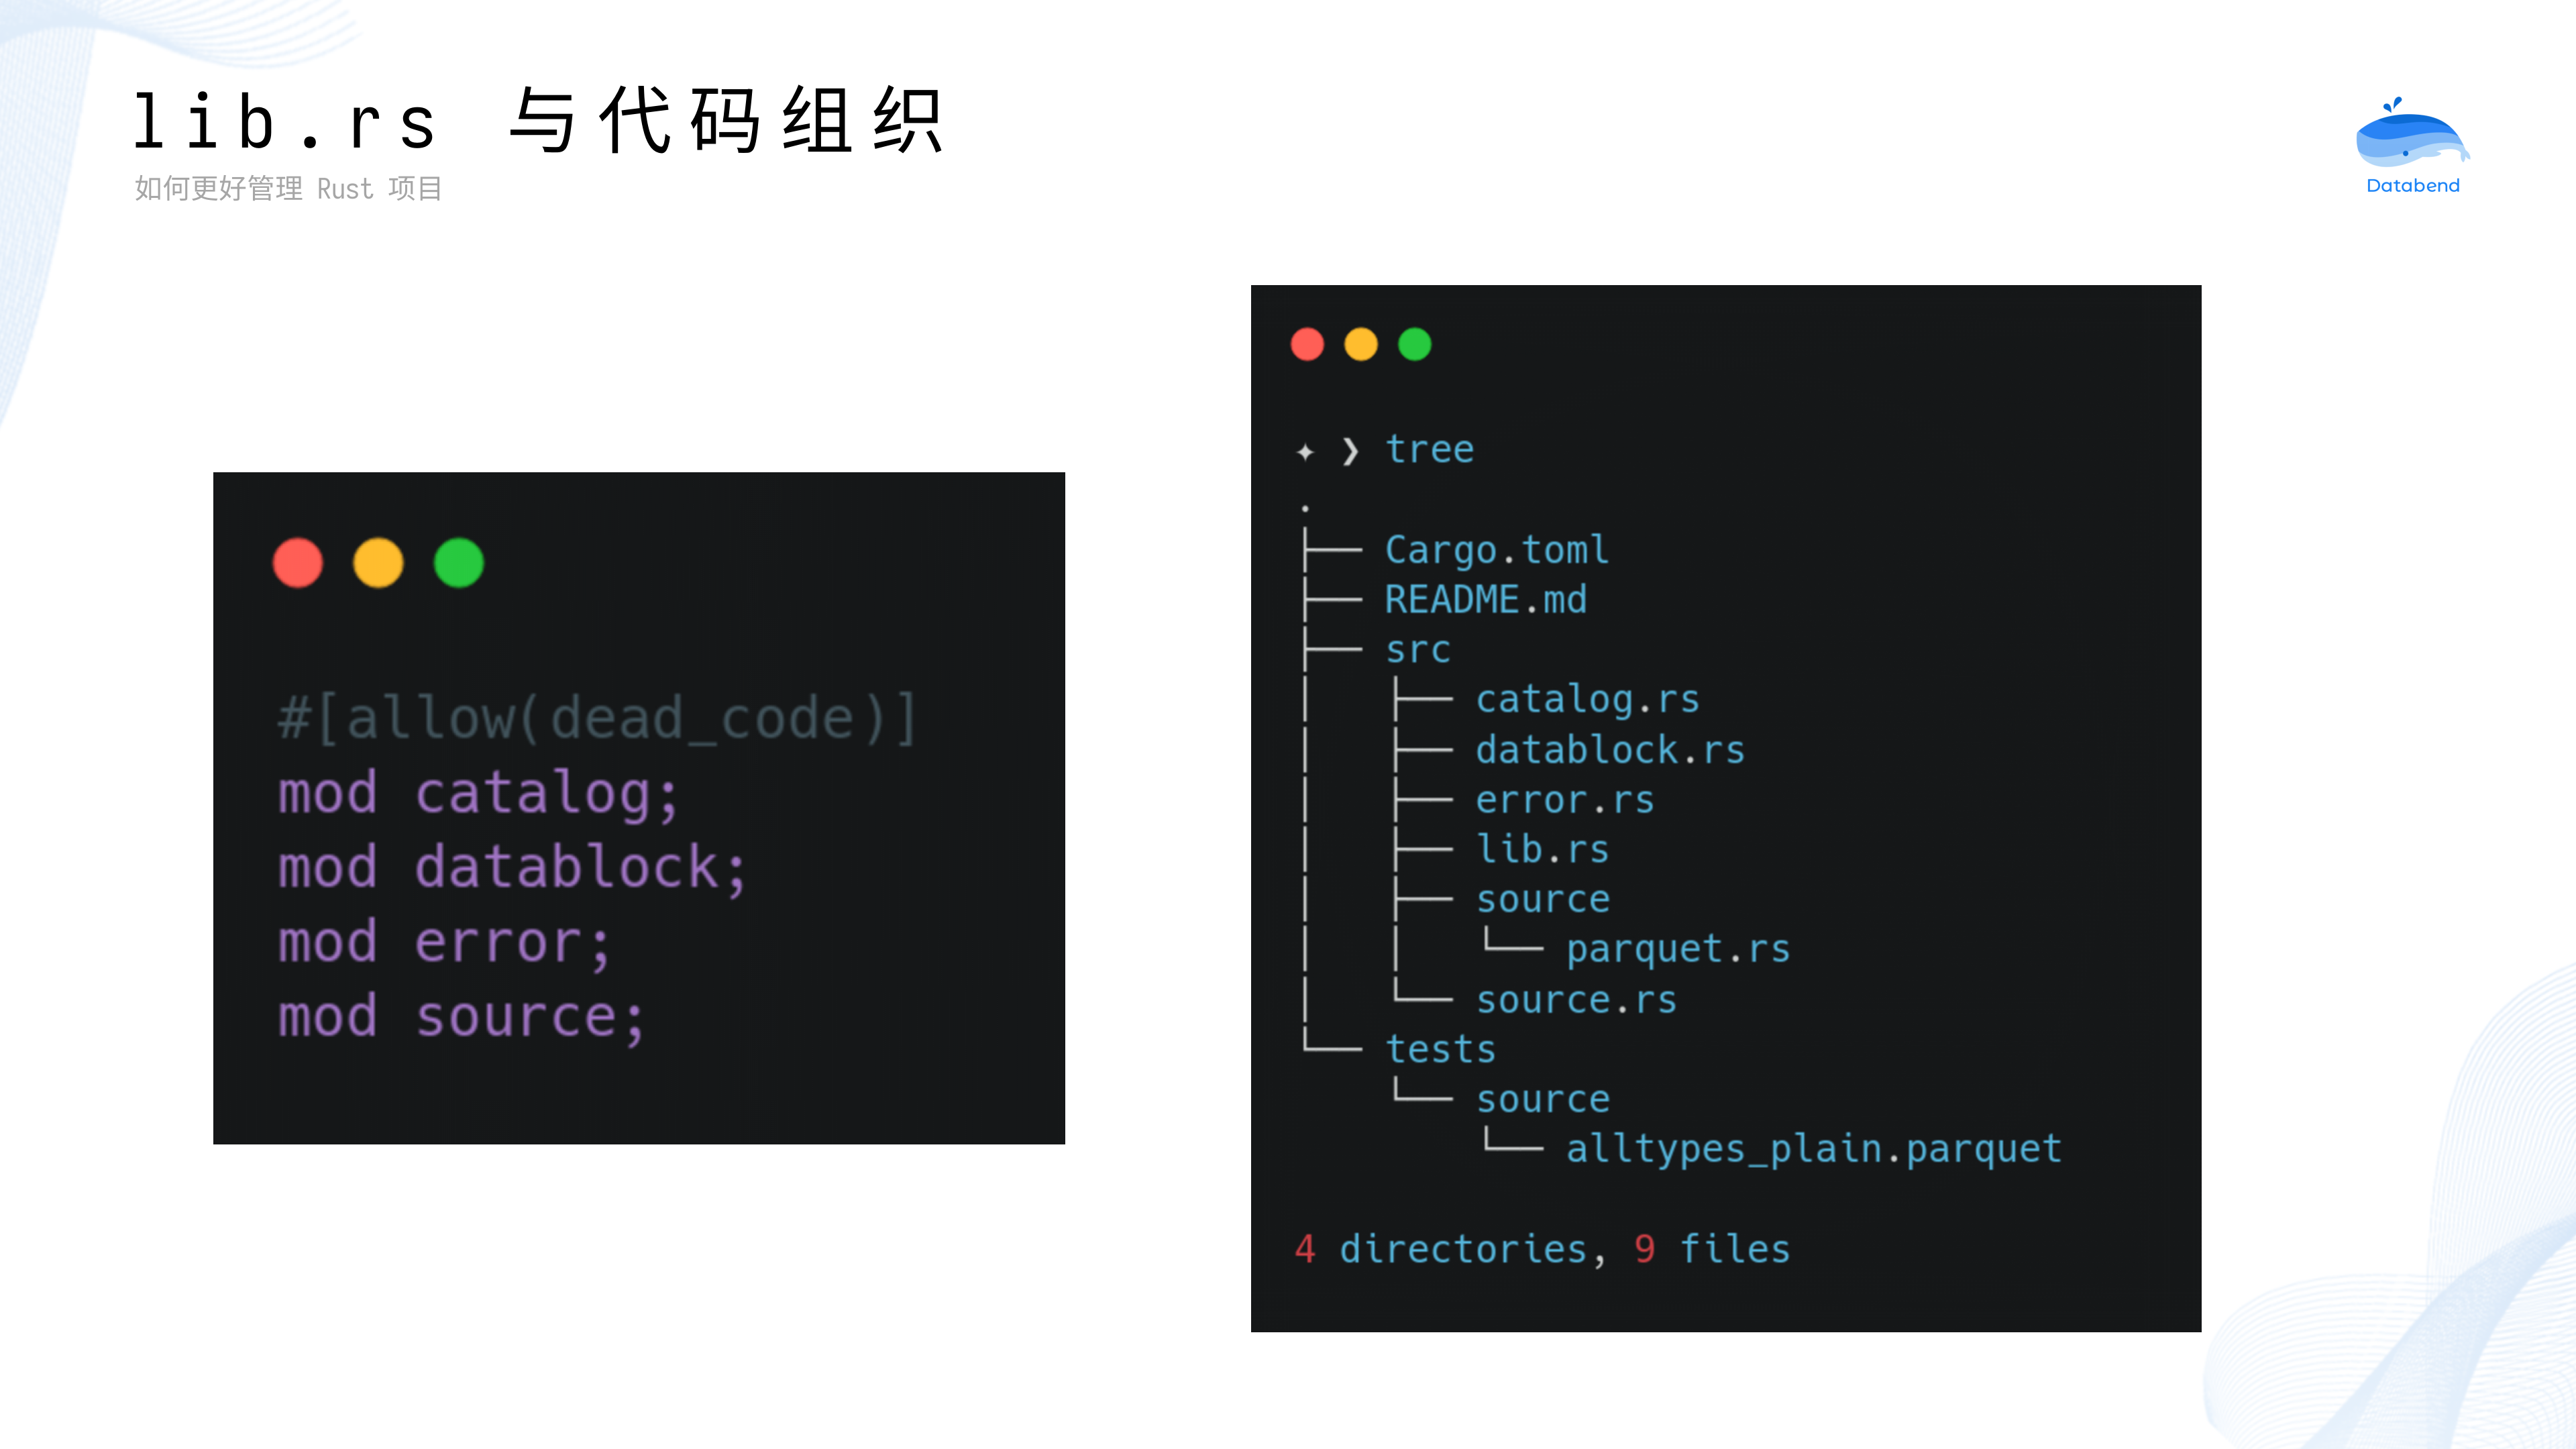 lib.rs 与代码组织
如何更好管理 Rust 项目
Databend
#[allow(dead_code)]
mod catalog;
mod datablock;
mod error;
mod source;
✦ ❯ tree
.
├── Cargo.toml
├── README.md
├── src
│   ├── catalog.rs
│   ├── datablock.rs
│   ├── error.rs
│   ├── lib.rs
│   ├── source
│   │   └── parquet.rs
│   └── source.rs
└── tests
    └── source
        └── alltypes_plain.parquet
4 directories, 9 files